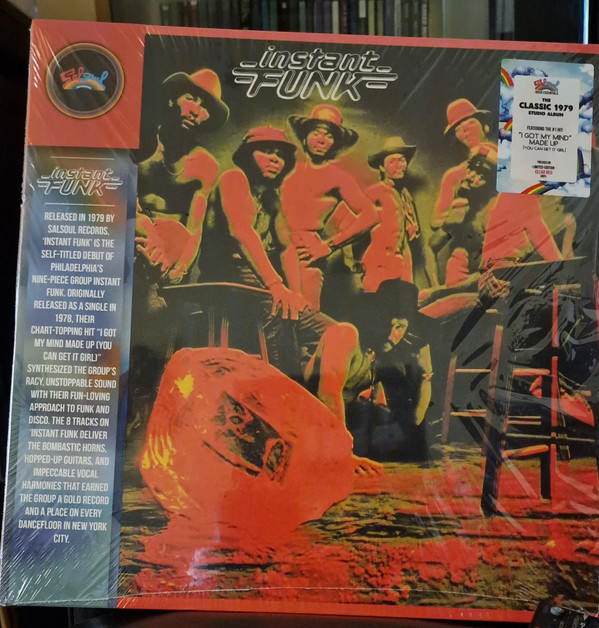 Salsoul
instant
FUNK
Salsoul
THE
CLASSIC 1979
STUDIO ALBUM
FEATURING THE #1 HIT
"I GOT MY MIND"
MADE UP
(YOU CAN GET IT GIRL)
PRESSED ON
LIMITED EDITION
CLEAR RED
VINYL
instant
FUNK
RELEASED IN 1979 BY
SALSOUL RECORDS,
'INSTANT FUNK' IS THE
SELF-TITLED DEBUT OF
PHILADELPHIA'S
NINE-PIECE GROUP INSTANT
FUNK. ORIGINALLY
RELEASED AS A SINGLE IN
1978, THEIR
CHART-TOPPING HIT "I GOT
MY MIND MADE UP (YOU
CAN GET IT GIRL)"
SYNTHESIZED THE GROUP'S
RACY, UNSTOPPABLE SOUND
WITH THEIR FUN-LOVING
APPROACH TO FUNK AND
DISCO. THE 8 TRACKS ON
'INSTANT FUNK' DELIVER
THE BOMBASTIC HORNS,
HOPPED-UP GUITARS, AND
IMPECCABLE VOCAL
HARMONIES THAT EARNED
THE GROUP A GOLD RECORD
AND A PLACE ON EVERY
DANCEFLOOR IN NEW YORK
CITY.